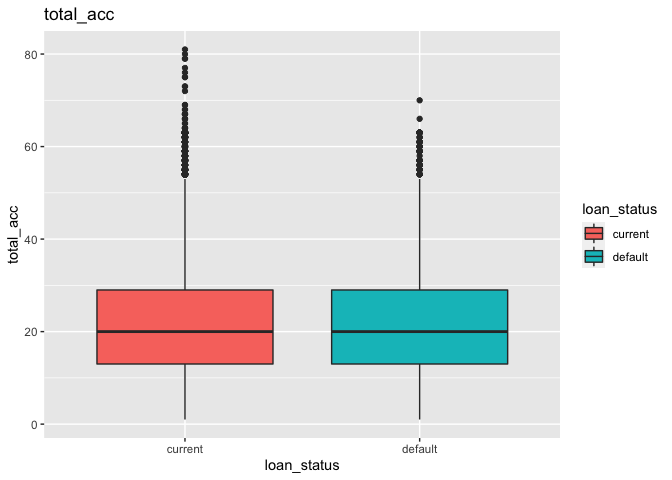 total_acc
80
60
40
20
0
total_acc
current
default
loan_status
loan_status
current
default